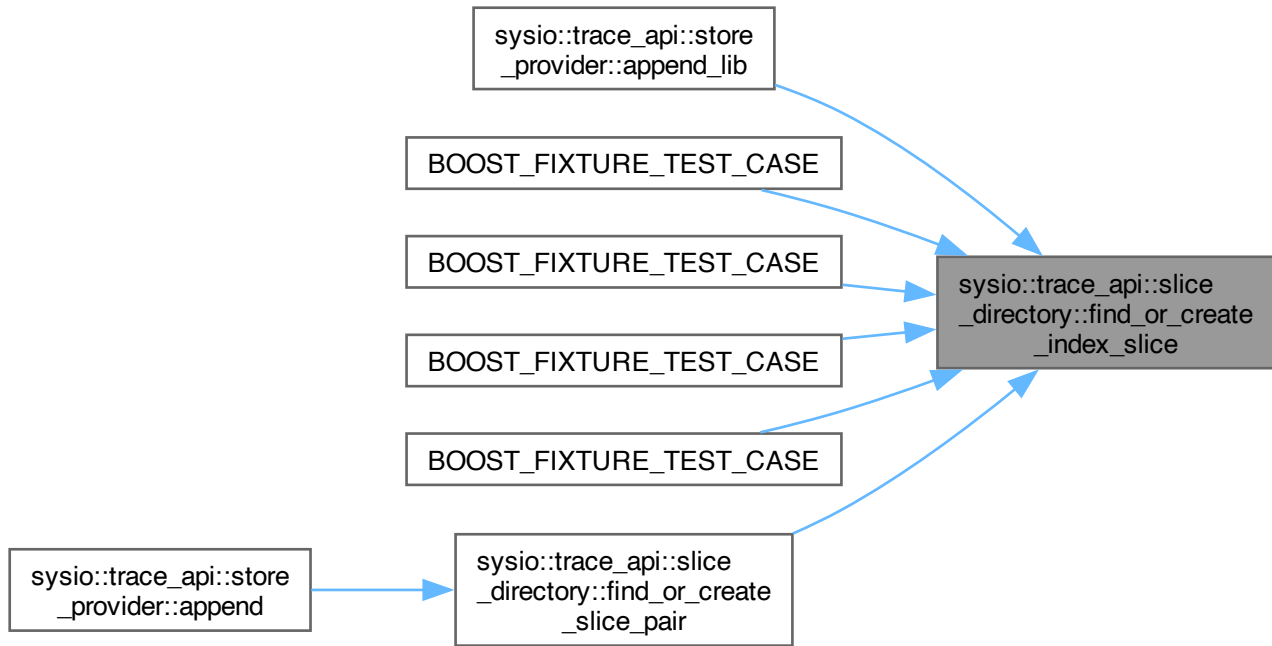 sysio::trace_api::store
_provider::append_lib
BOOST_FIXTURE_TEST_CASE
BOOST_FIXTURE_TEST_CASE
sysio::trace_api::slice
_directory::find_or_create
_index_slice
BOOST_FIXTURE_TEST_CASE
BOOST_FIXTURE_TEST_CASE
sysio::trace_api::store
_provider::append
sysio::trace_api::slice
_directory::find_or_create
_slice_pair